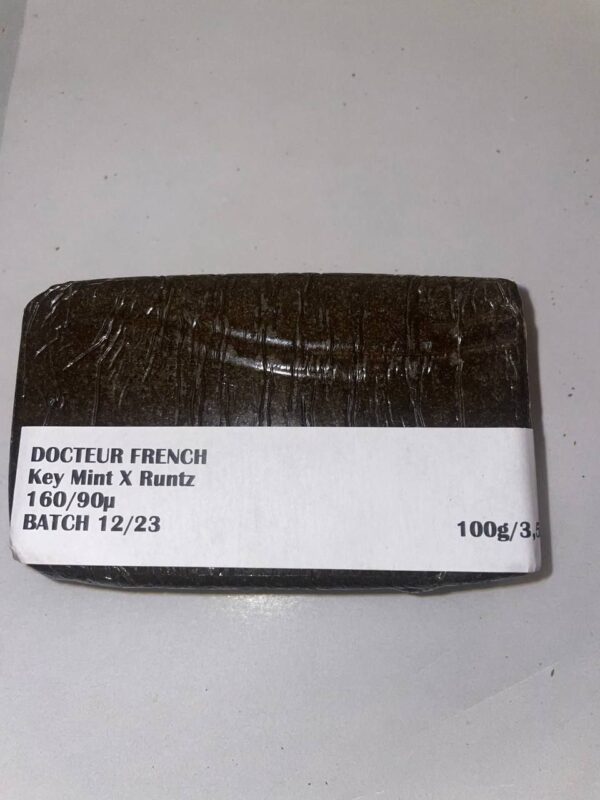 DOCTEUR FRENCH
Key Mint X Runtz
160/90µ
BATCH 12/23
100g/3,5